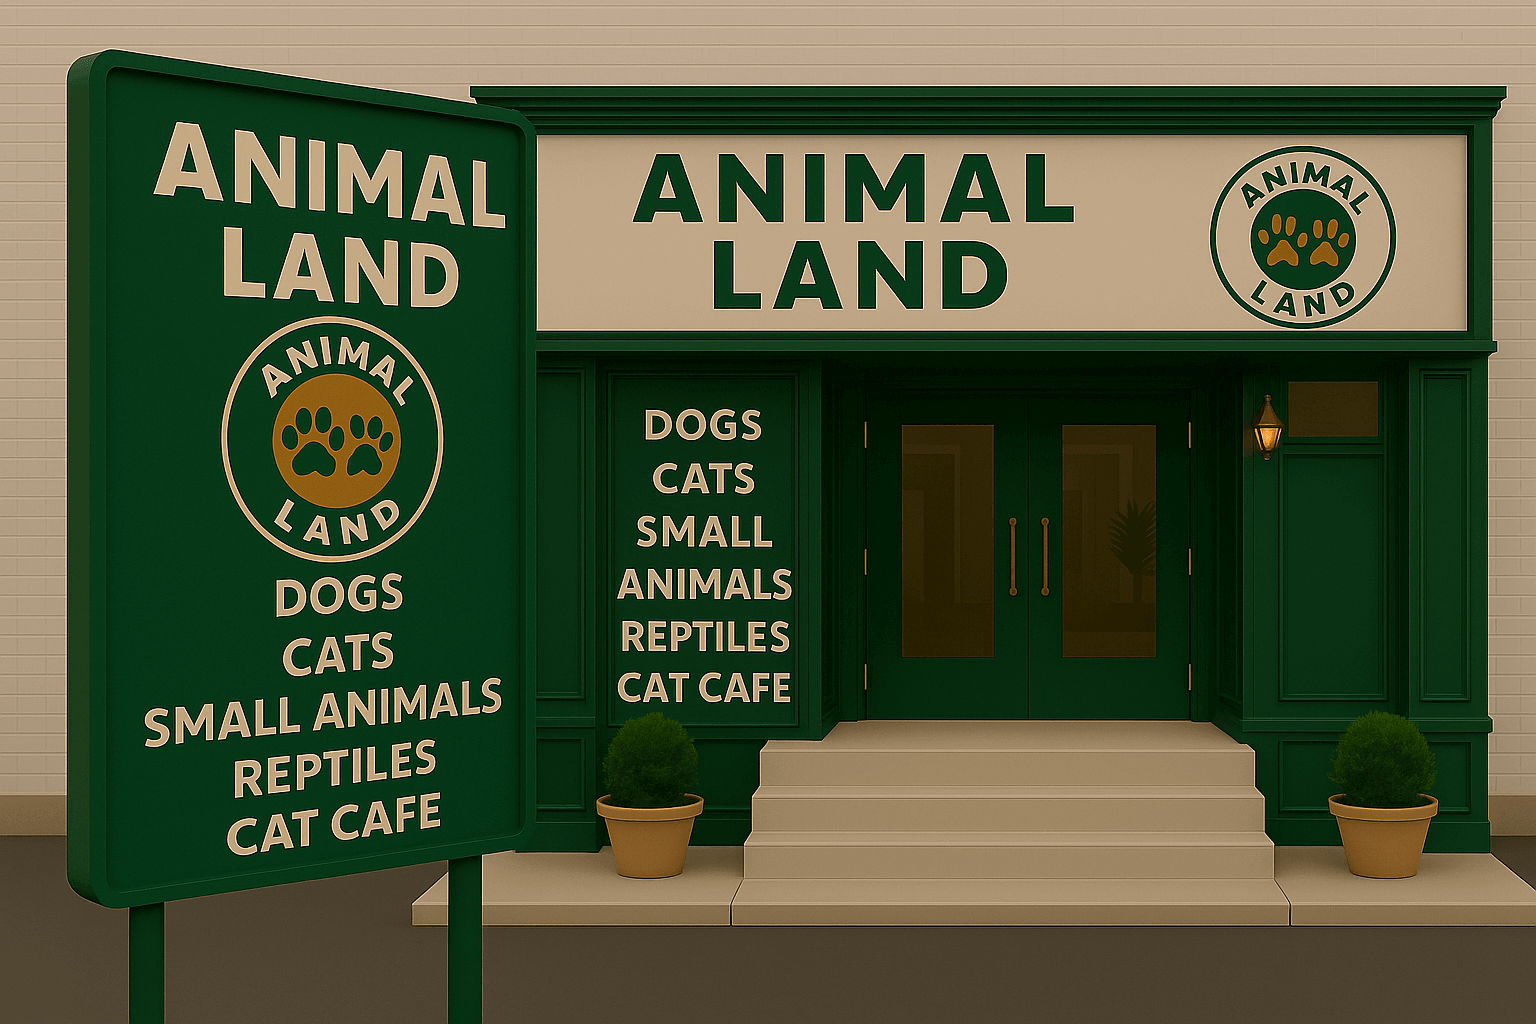 ANIMAL
LAND
ANIMAL
LAND
DOGS
CATS
SMALL ANIMALS
REPTILES
CAT CAFE
ANIMAL
LAND
ANIMAL
LAND
DOGS
CATS
SMALL
ANIMALS
REPTILES
CAT CAFE